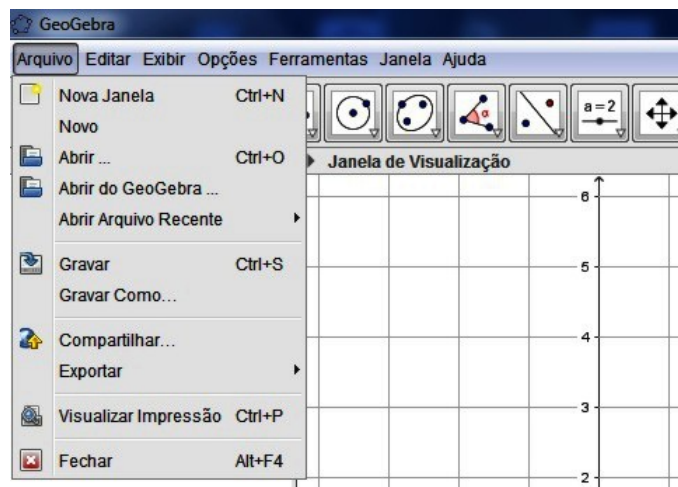 GeoGebra
Arquivo Editar Exibir Opções Ferramentas Janela Ajuda
Nova Janela Ctrl+N
Novo
Abrir ... Ctrl+O
Abrir do GeoGebra ...
Abrir Arquivo Recente
Gravar Ctrl+S
Gravar Como...
Compartilhar...
Exportar
Visualizar Impressão Ctrl+P
Fechar Alt+F4
α
a=2
Janela de Visualização
6
5
4
3
2